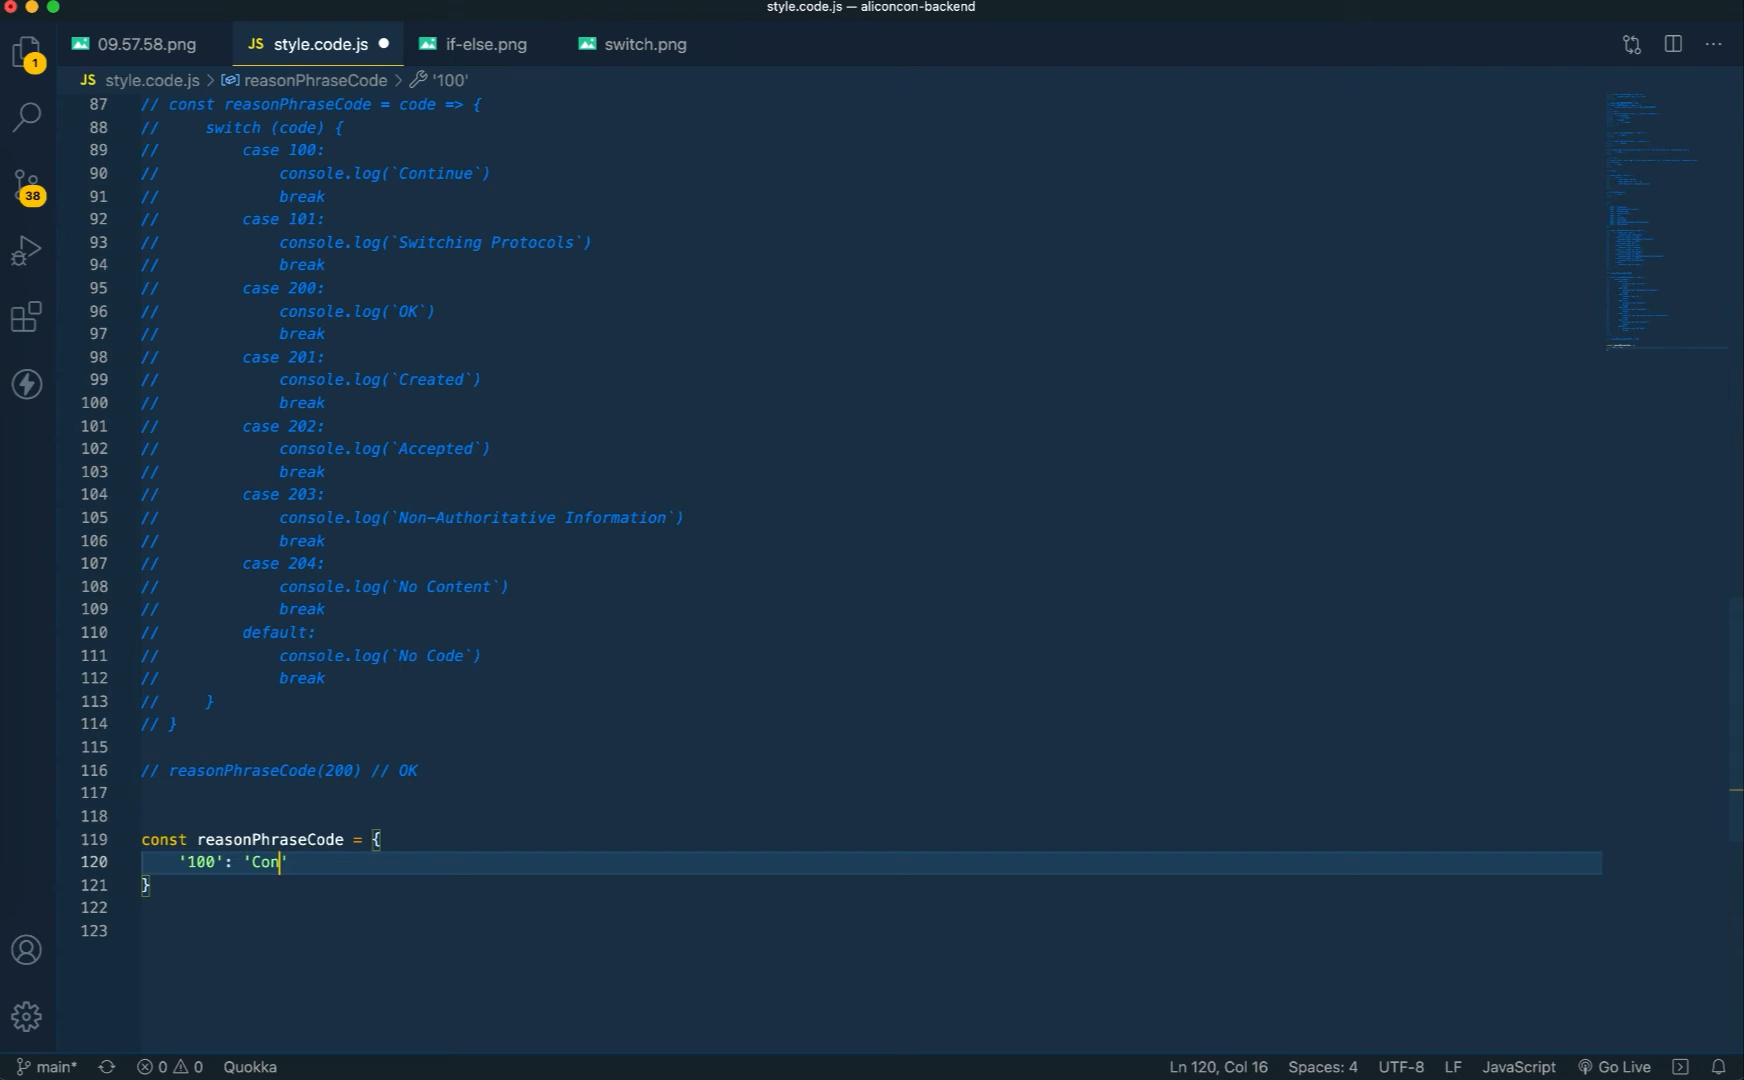 style.code.js — aliconcon-backend
09.57.58.png
JS style.code.js
if-else.png
switch.png
JS style.code.js > reasonPhraseCode > '100'
1
38
87 // const reasonPhraseCode = code => {
88 // switch (code) {
89 // case 100:
90 // console.log(`Continue`)
91 // break
92 // case 101:
93 // console.log(`Switching Protocols`)
94 // break
95 // case 200:
96 // console.log(`OK`)
97 // break
98 // case 201:
99 // console.log(`Created`)
100 // break
101 // case 202:
102 // console.log(`Accepted`)
103 // break
104 // case 203:
105 // console.log(`Non-Authoritative Information`)
106 // break
107 // case 204:
108 // console.log(`No Content`)
109 // break
110 // default:
111 // console.log(`No Code`)
112 // break
113 // }
114 // }
115
116 // reasonPhraseCode(200) // OK
117
118
119 const reasonPhraseCode = {
120 '100': 'Con'
121 }
122
123
main* 0 0 Quokka Ln 120, Col 16 Spaces: 4 UTF-8 LF JavaScript Go Live